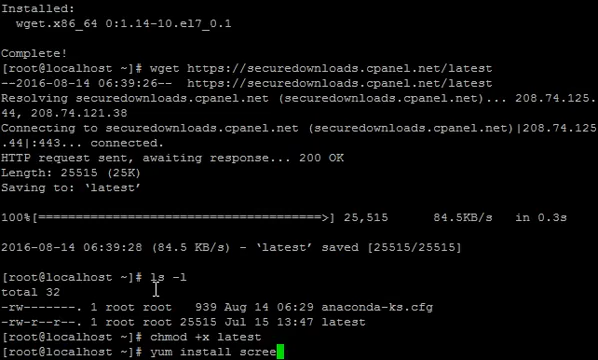 Installed:
  wget.x86_64 0:1.14-10.el7_0.1
Complete!
[root@localhost ~]# wget https://securedownloads.cpanel.net/latest
--2016-08-14 06:39:26--  https://securedownloads.cpanel.net/latest
Resolving securedownloads.cpanel.net (securedownloads.cpanel.net)... 208.74.125.
44, 208.74.121.38
Connecting to securedownloads.cpanel.net (securedownloads.cpanel.net)|208.74.125
.44|:443... connected.
HTTP request sent, awaiting response... 200 OK
Length: 25515 (25K)
Saving to: ‘latest’
100%[======================================>] 25,515      84.5KB/s   in 0.3s
2016-08-14 06:39:28 (84.5 KB/s) - ‘latest’ saved [25515/25515]
[root@localhost ~]# ls -l
total 32
-rw-------. 1 root root   939 Aug 14 06:29 anaconda-ks.cfg
-rw-r--r--. 1 root root 25515 Jul 15 13:47 latest
[root@localhost ~]# chmod +x latest
[root@localhost ~]# yum install scree